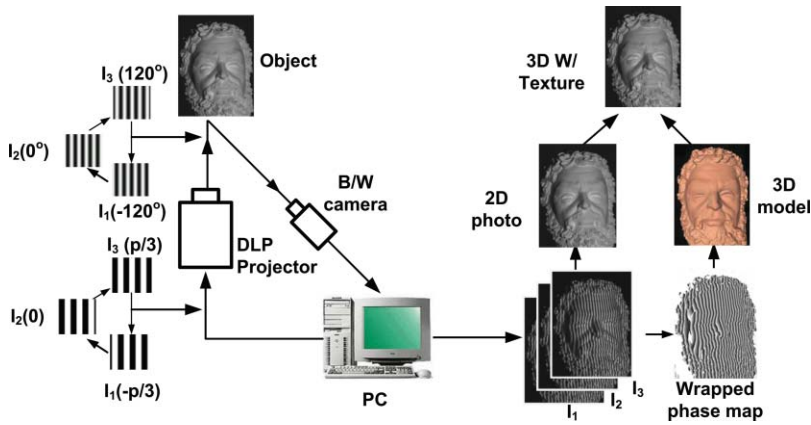 I3 (120°)
Object
I2(0°)
I1(-120°)
B/W
camera
I3 (p/3)
DLP
Projector
I2(0)
I1(-p/3)
PC
3D W/
Texture
2D
photo
3D
model
I3
I2
I1
Wrapped
phase map